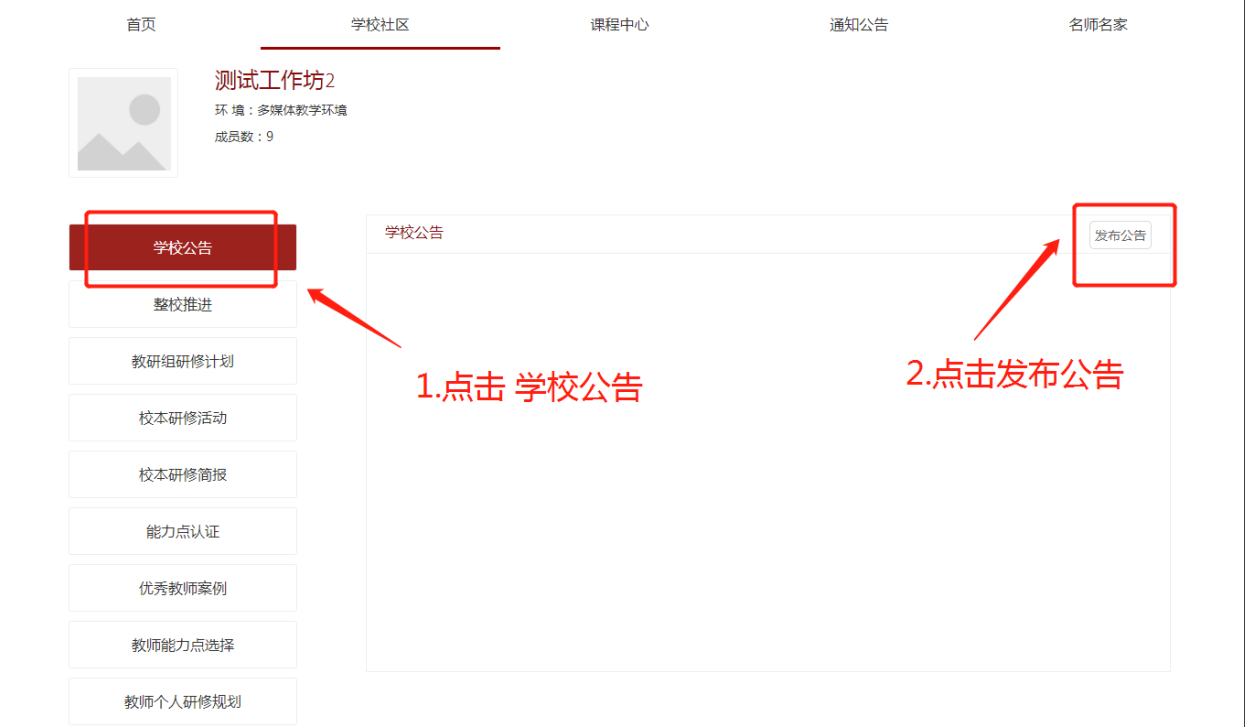 首页 学校社区 课程中心 通知公告 名师名家
测试工作坊2
环 境：多媒体教学环境
成员数：9
学校公告
整校推进
教研组研修计划
校本研修活动
校本研修简报
能力点认证
优秀教师案例
教师能力点选择
教师个人研修规划
学校公告
发布公告
1.点击 学校公告
2.点击发布公告